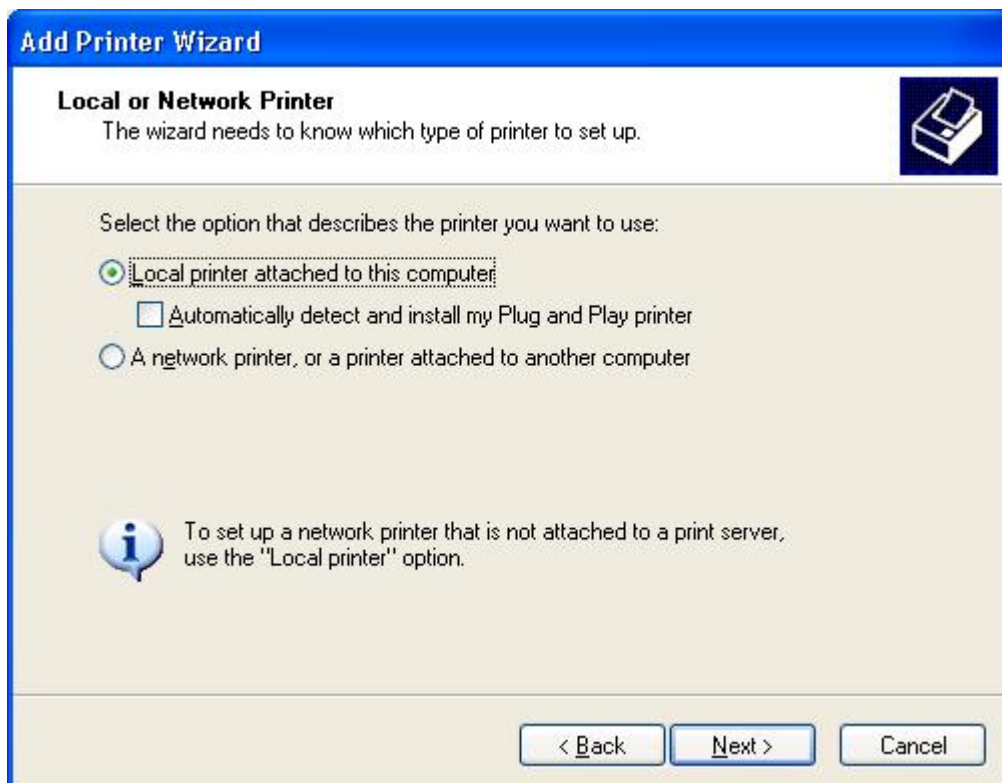 Add Printer Wizard
Local or Network Printer
The wizard needs to know which type of printer to set up.
Select the option that describes the printer you want to use:
Local printer attached to this computer
Automatically detect and install my Plug and Play printer
A network printer, or a printer attached to another computer
To set up a network printer that is not attached to a print server,
use the "Local printer" option.
< Back Next > Cancel